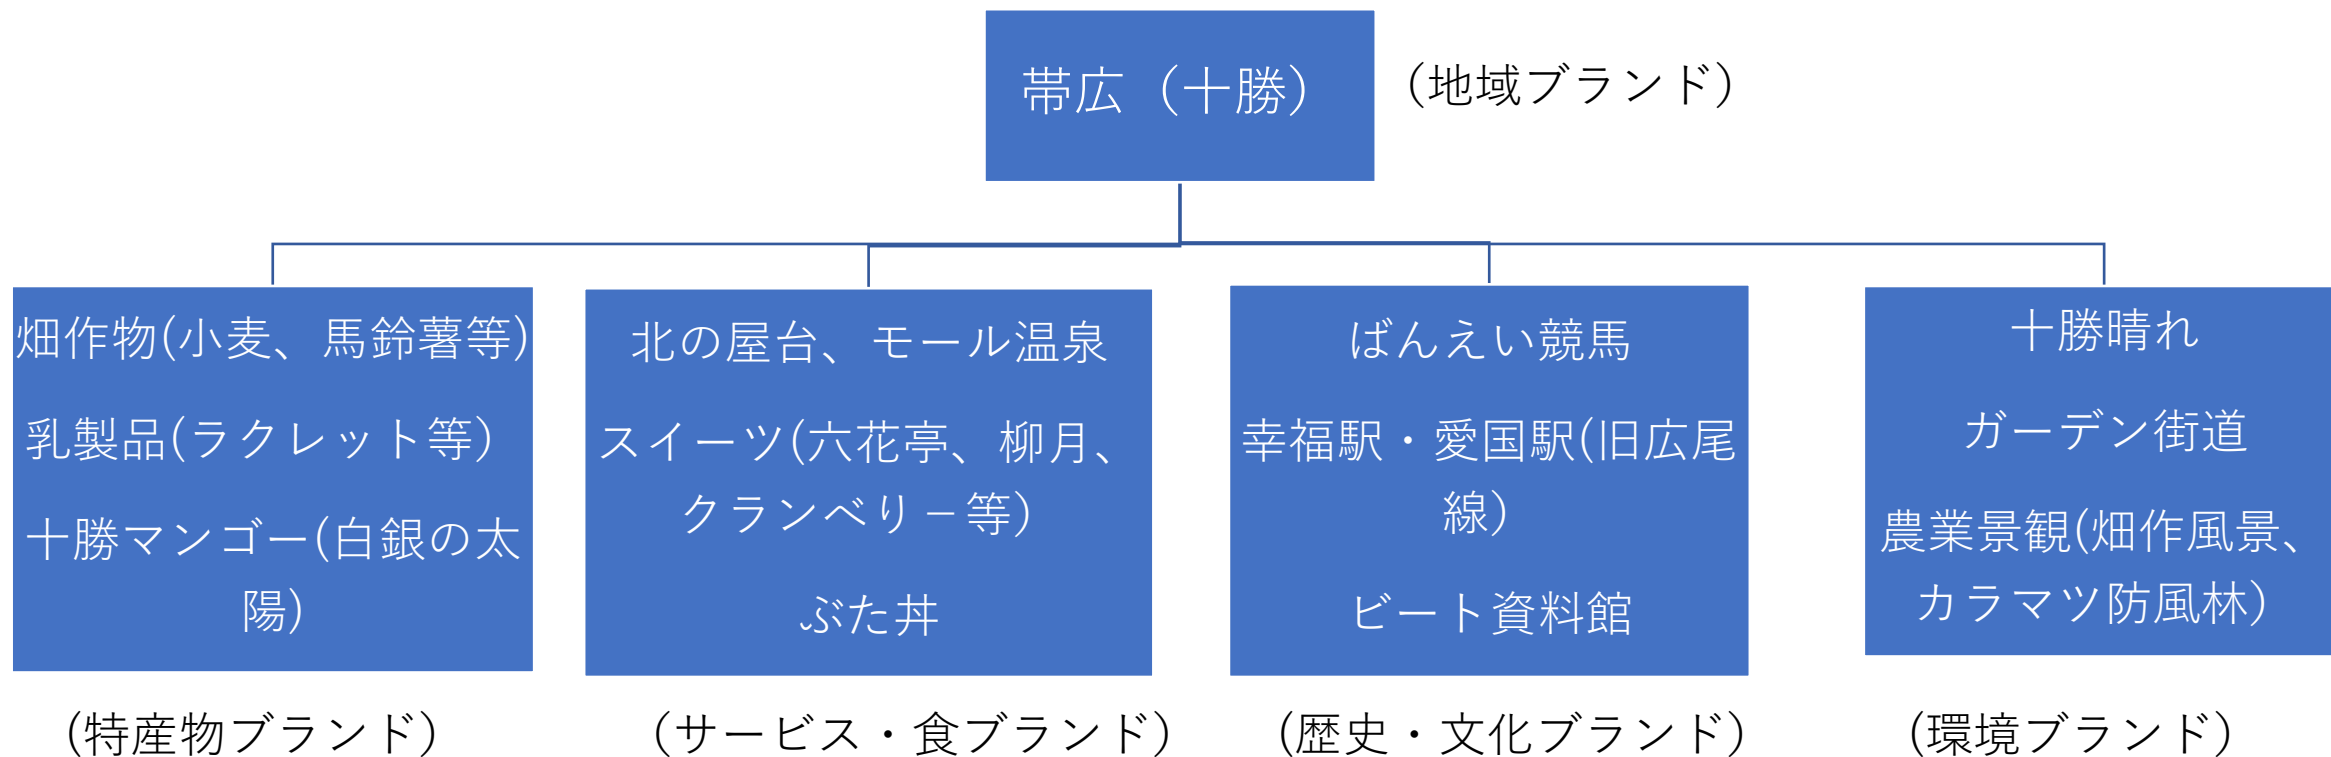 帯広（十勝）
（地域ブランド）
畑作物(小麦、馬鈴薯等)
乳製品(ラクレット等）
十勝マンゴー(白銀の太
陽)
（特産物ブランド）
北の屋台、モール温泉
スイーツ(六花亭、柳月、
クランベリ－等)
ぶた丼
（サービス・食ブランド）
ばんえい競馬
幸福駅・愛国駅(旧広尾
線)
ビート資料館
（歴史・文化ブランド）
十勝晴れ
ガーデン街道
農業景観(畑作風景、
カラマツ防風林)
（環境ブランド）